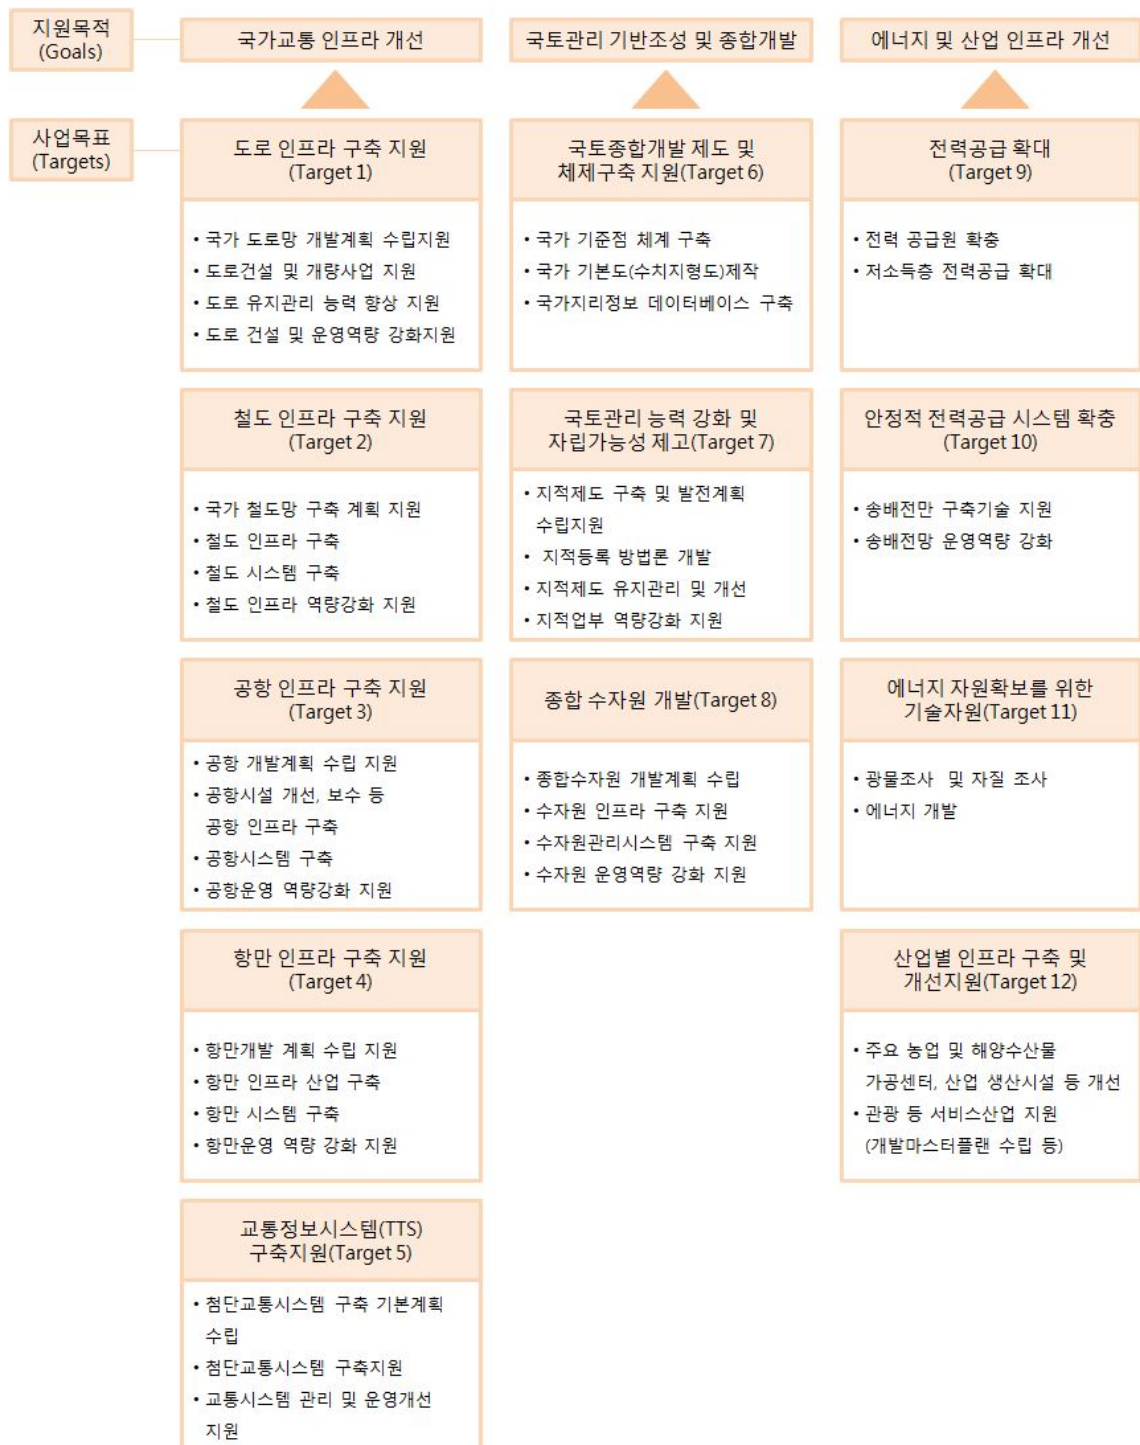 지원목적
(Goals)
국가교통 인프라 개선
국토관리 기반조성 및 종합개발
에너지 및 산업 인프라 개선
사업목표
(Targets)
도로 인프라 구축 지원
(Target 1)
• 국가 도로망 개발계획 수립지원
• 도로건설 및 개량사업 지원
• 도로 유지관리 능력 향상 지원
• 도로 건설 및 운영역량 강화지원
국토종합개발 제도 및
체제구축 지원(Target 6)
• 국가 기준점 체계 구축
• 국가 기본도(수치지형도)제작
• 국가지리정보 데이터베이스 구축
전력공급 확대
(Target 9)
• 전력 공급원 확충
• 저소득층 전력공급 확대
철도 인프라 구축 지원
(Target 2)
• 국가 철도망 구축 계획 지원
• 철도 인프라 구축
• 철도 시스템 구축
• 철도 인프라 역량강화 지원
국토관리 능력 강화 및
자립가능성 제고(Target 7)
• 지적제도 구축 및 발전계획
수립지원
• 지적등록 방법론 개발
• 지적제도 유지관리 및 개선
• 지적업부 역량강화 지원
안정적 전력공급 시스템 확충
(Target 10)
• 송배전만 구축기술 지원
• 송배전망 운영역량 강화
공항 인프라 구축 지원
(Target 3)
• 공항 개발계획 수립 지원
• 공항시설 개선, 보수 등
공항 인프라 구축
• 공항시스템 구축
• 공항운영 역량강화 지원
종합 수자원 개발(Target 8)
• 종합수자원 개발계획 수립
• 수자원 인프라 구축 지원
• 수자원관리시스템 구축 지원
• 수자원 운영역량 강화 지원
에너지 자원확보를 위한
기술자원(Target 11)
• 광물조사 및 자질 조사
• 에너지 개발
항만 인프라 구축 지원
(Target 4)
• 항만개발 계획 수립 지원
• 항만 인프라 산업 구축
• 항만 시스템 구축
• 항만운영 역량 강화 지원
산업별 인프라 구축 및
개선지원(Target 12)
• 주요 농업 및 해양수산물
가공센터, 산업 생산시설 등 개선
• 관광 등 서비스산업 지원
(개발마스터플랜 수립 등)
교통정보시스템(TTS)
구축지원(Target 5)
• 첨단교통시스템 구축 기본계획
수립
• 첨단교통시스템 구축지원
• 교통시스템 관리 및 운영개선
지원